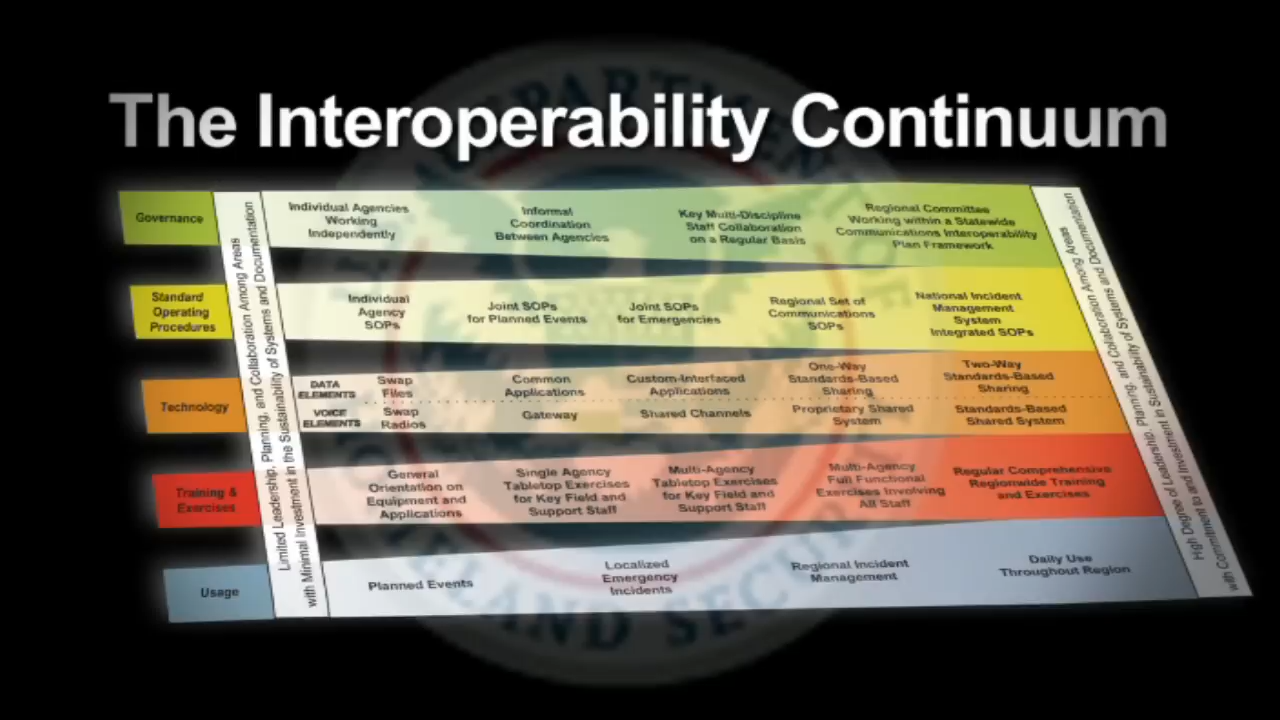 The Interoperability Continuum
Governance
Individual Agencies
Working
Independently
Informal
Coordination
Between Agencies
Key Multi-Discipline
Staff Collaboration
on a Regular Basis
Regional Committee
Working within a Statewide
Communications Interoperability
Plan Framework
Standard
Operating
Procedures
Individual
Agency
SOPs
Joint SOPs
for Planned Events
Joint SOPs
for Emergencies
Regional Set of
Communications
SOPs
National Incident
Management
System
Integrated SOPs
Technology
DATA
ELEMENTS
Swap
Files
Common
Applications
Custom-Interfaced
Applications
One-Way
Standards-Based
Sharing
Two-Way
Standards-Based
Sharing
VOICE
ELEMENTS
Swap
Radios
Gateway
Shared Channels
Proprietary Shared
System
Standards-Based
Shared System
Training &
Exercises
General
Orientation on
Equipment and
Applications
Single Agency
Tabletop Exercises
for Key Field and
Support Staff
Multi-Agency
Tabletop Exercises
for Key Field and
Support Staff
Multi-Agency
Full Functional
Exercises Involving
All Staff
Regular Comprehensive
Regionwide Training
and Exercises
Usage
Planned Events
Localized
Emergency
Incidents
Regional Incident
Management
Daily Use
Throughout Region
Limited Leadership, Planning, and Collaboration Among Areas
with Minimal Investment in the Sustainability of Systems and Documentation
High Degree of Leadership, Planning, and Collaboration Among Areas
with Commitment to and Investment in Sustainability of Systems and Documentation
DEPARTMENT
LAND SECUR